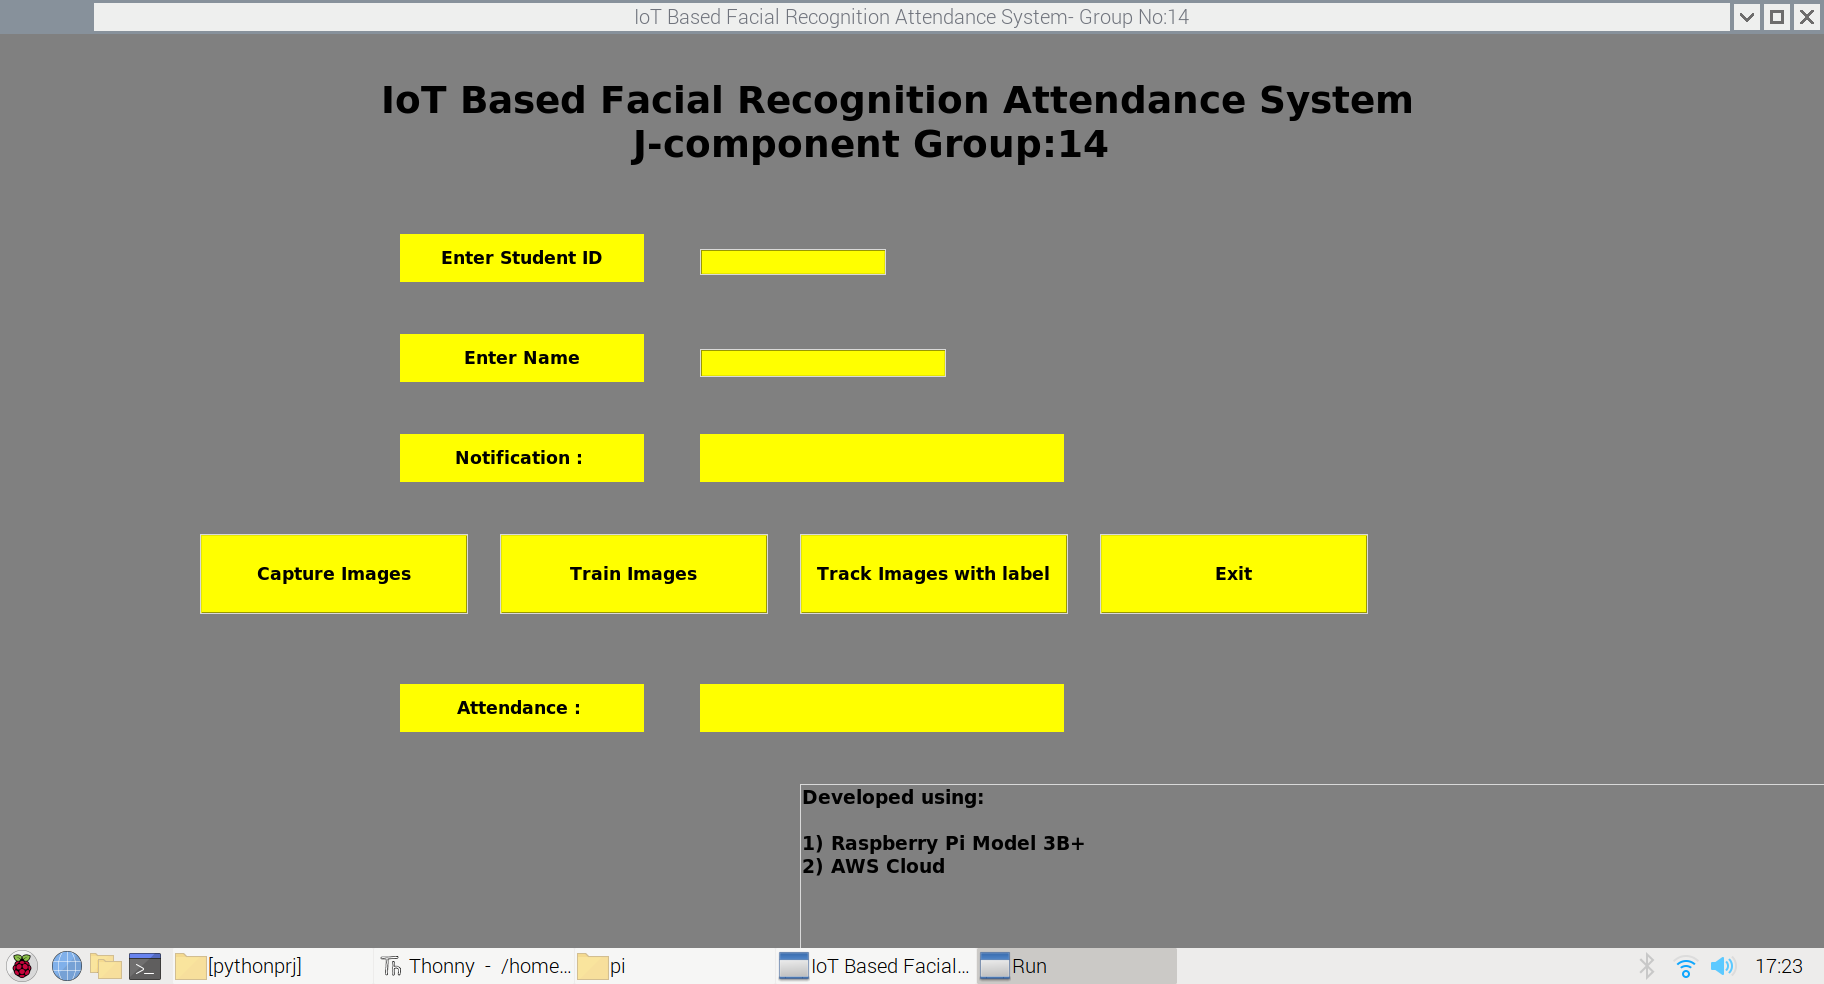 IoT Based Facial Recognition Attendance System- Group No:14
IoT Based Facial Recognition Attendance System
J-component Group:14
Enter Student ID
Enter Name
Notification :
Capture Images
Train Images
Track Images with label
Exit
Attendance :
Developed using:
1) Raspberry Pi Model 3B+
2) AWS Cloud
[pythonprj]
Th Thonny - /home...
pi
IoT Based Facial...
Run
17:23